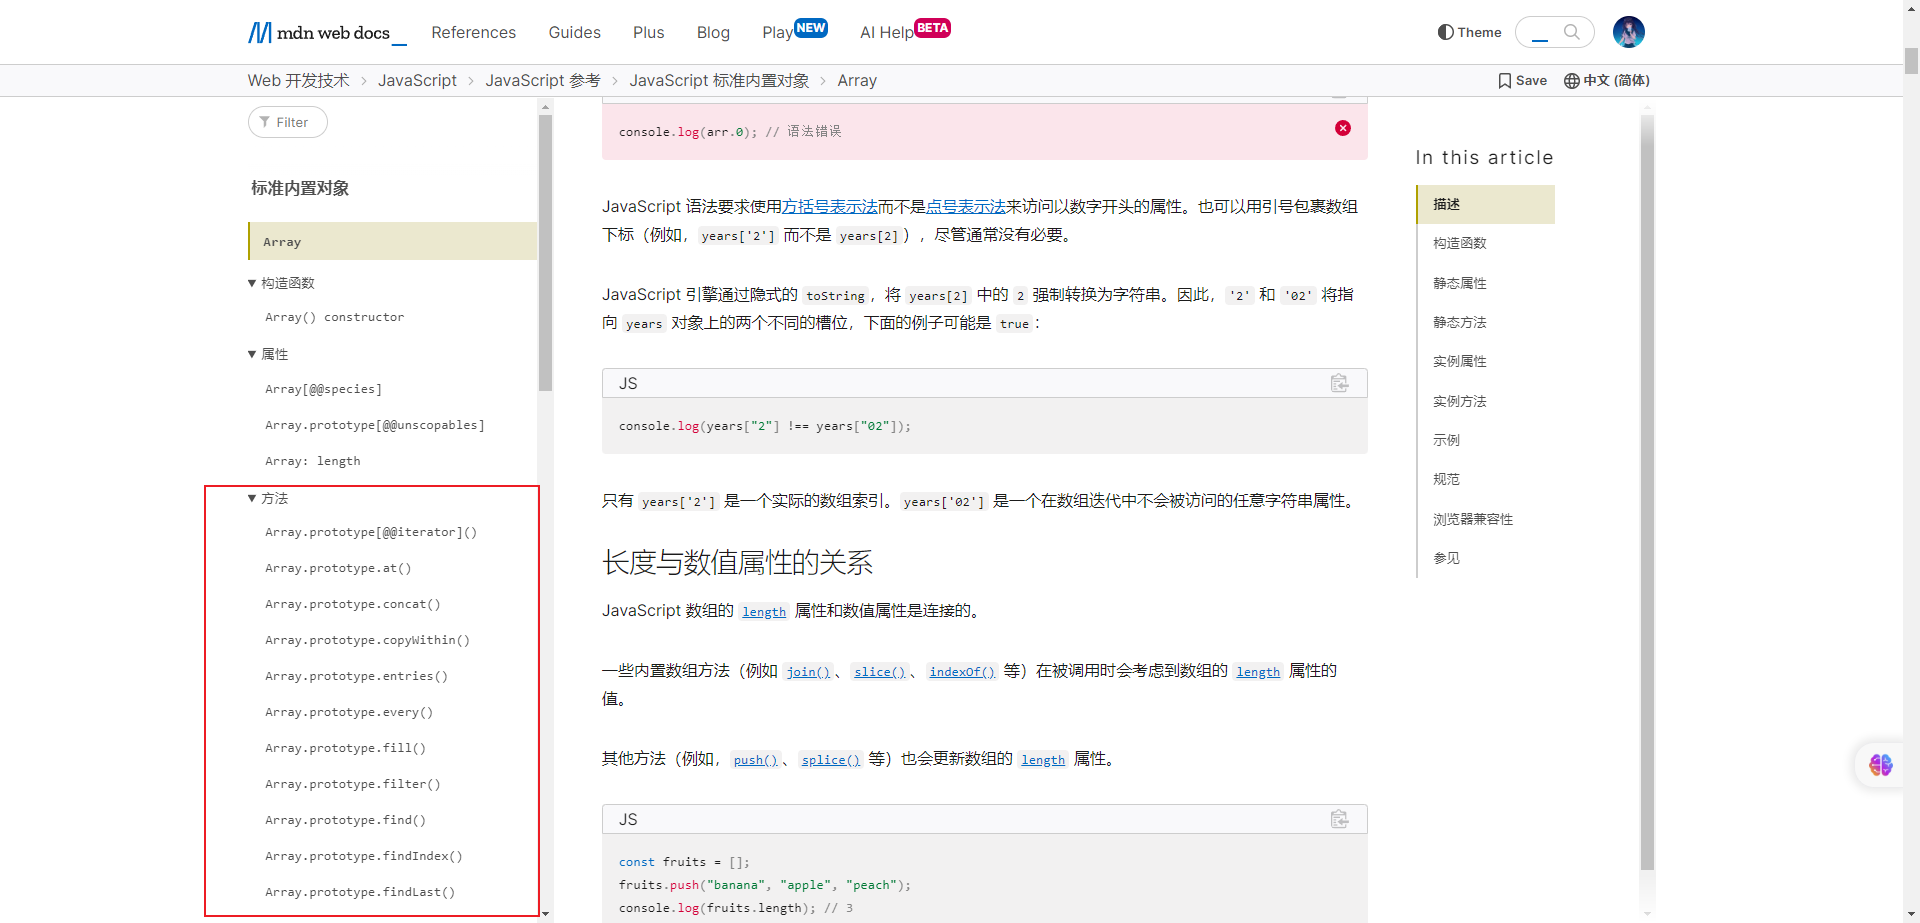 mdn web docs_
References
Guides
Plus
Blog
Play NEW
AI Help BETA
Theme
Web 开发技术 > JavaScript > JavaScript 参考 > JavaScript 标准内置对象 > Array
Save
中文 (简体)
Filter
标准内置对象
Array
▼ 构造函数
Array() constructor
▼ 属性
Array[@@species]
Array.prototype[@@unscopables]
Array: length
▼ 方法
Array.prototype[@@iterator]()
Array.prototype.at()
Array.prototype.concat()
Array.prototype.copyWithin()
Array.prototype.entries()
Array.prototype.every()
Array.prototype.fill()
Array.prototype.filter()
Array.prototype.find()
Array.prototype.findIndex()
Array.prototype.findLast()
console.log(arr.0); // 语法错误
JavaScript 语法要求使用方括号表示法而不是点号表示法来访问以数字开头的属性。也可以用引号包裹数组
下标（例如，years['2'] 而不是 years[2]），尽管通常没有必要。
JavaScript 引擎通过隐式的 toString，将 years[2] 中的 2 强制转换为字符串。因此，'2' 和 '02' 将指
向 years 对象上的两个不同的槽位，下面的例子可能是 true：
JS
console.log(years["2"] !== years["02"]);
只有 years['2'] 是一个实际的数组索引。years['02'] 是一个在数组迭代中不会被访问的任意字符串属性。
长度与数值属性的关系
JavaScript 数组的 length 属性和数值属性是连接的。
一些内置数组方法（例如 join()、slice()、indexOf() 等）在被调用时会考虑到数组的 length 属性的
值。
其他方法（例如，push()、splice() 等）也会更新数组的 length 属性。
JS
const fruits = [];
fruits.push("banana", "apple", "peach");
console.log(fruits.length); // 3
In this article
描述
构造函数
静态属性
静态方法
实例属性
实例方法
示例
规范
浏览器兼容性
参见